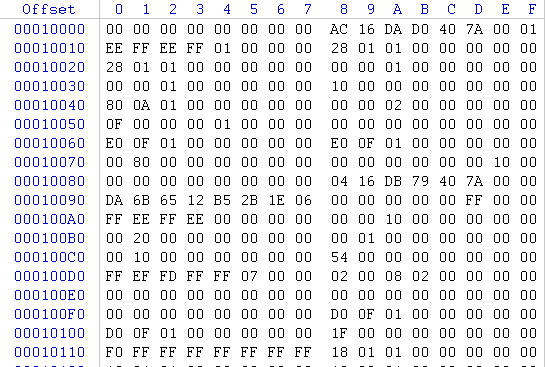 Offset 0 1 2 3 4 5 6 7 8 9 A B C D E F
00010000 00 00 00 00 00 00 00 00 AC 16 DA D0 40 7A 00 01
00010010 EE FF EE FF 01 00 00 00 28 01 01 00 00 00 00 00
00010020 28 01 01 00 00 00 00 00 00 00 01 00 00 00 00 00
00010030 00 00 01 00 00 00 00 00 10 00 00 00 00 00 00 00
00010040 80 0A 01 00 00 00 00 00 00 00 02 00 00 00 00 00
00010050 0F 00 00 00 01 00 00 00 00 00 00 00 00 00 00 00
00010060 E0 0F 01 00 00 00 00 00 E0 0F 01 00 00 00 00 00
00010070 00 80 00 00 00 00 00 00 00 00 00 00 00 00 10 00
00010080 00 00 00 00 00 00 00 00 04 16 DB 79 40 7A 00 00
00010090 DA 6B 65 12 B5 2B 1E 06 00 00 00 00 00 FF 00 00
000100A0 FF EE FF EE 00 00 00 00 00 00 10 00 00 00 00 00
000100B0 00 20 00 00 00 00 00 00 00 01 00 00 00 00 00 00
000100C0 00 10 00 00 00 00 00 00 54 00 00 00 00 00 00 00
000100D0 FF EF FD FF FF 07 00 00 02 00 08 02 00 00 00 00
000100E0 00 00 00 00 00 00 00 00 00 00 00 00 00 00 00 00
000100F0 00 00 00 00 00 00 00 00 D0 0F 01 00 00 00 00 00
00010100 D0 0F 01 00 00 00 00 00 1F 00 00 00 00 00 00 00
00010110 F0 FF FF FF FF FF FF FF 18 01 01 00 00 00 00 00